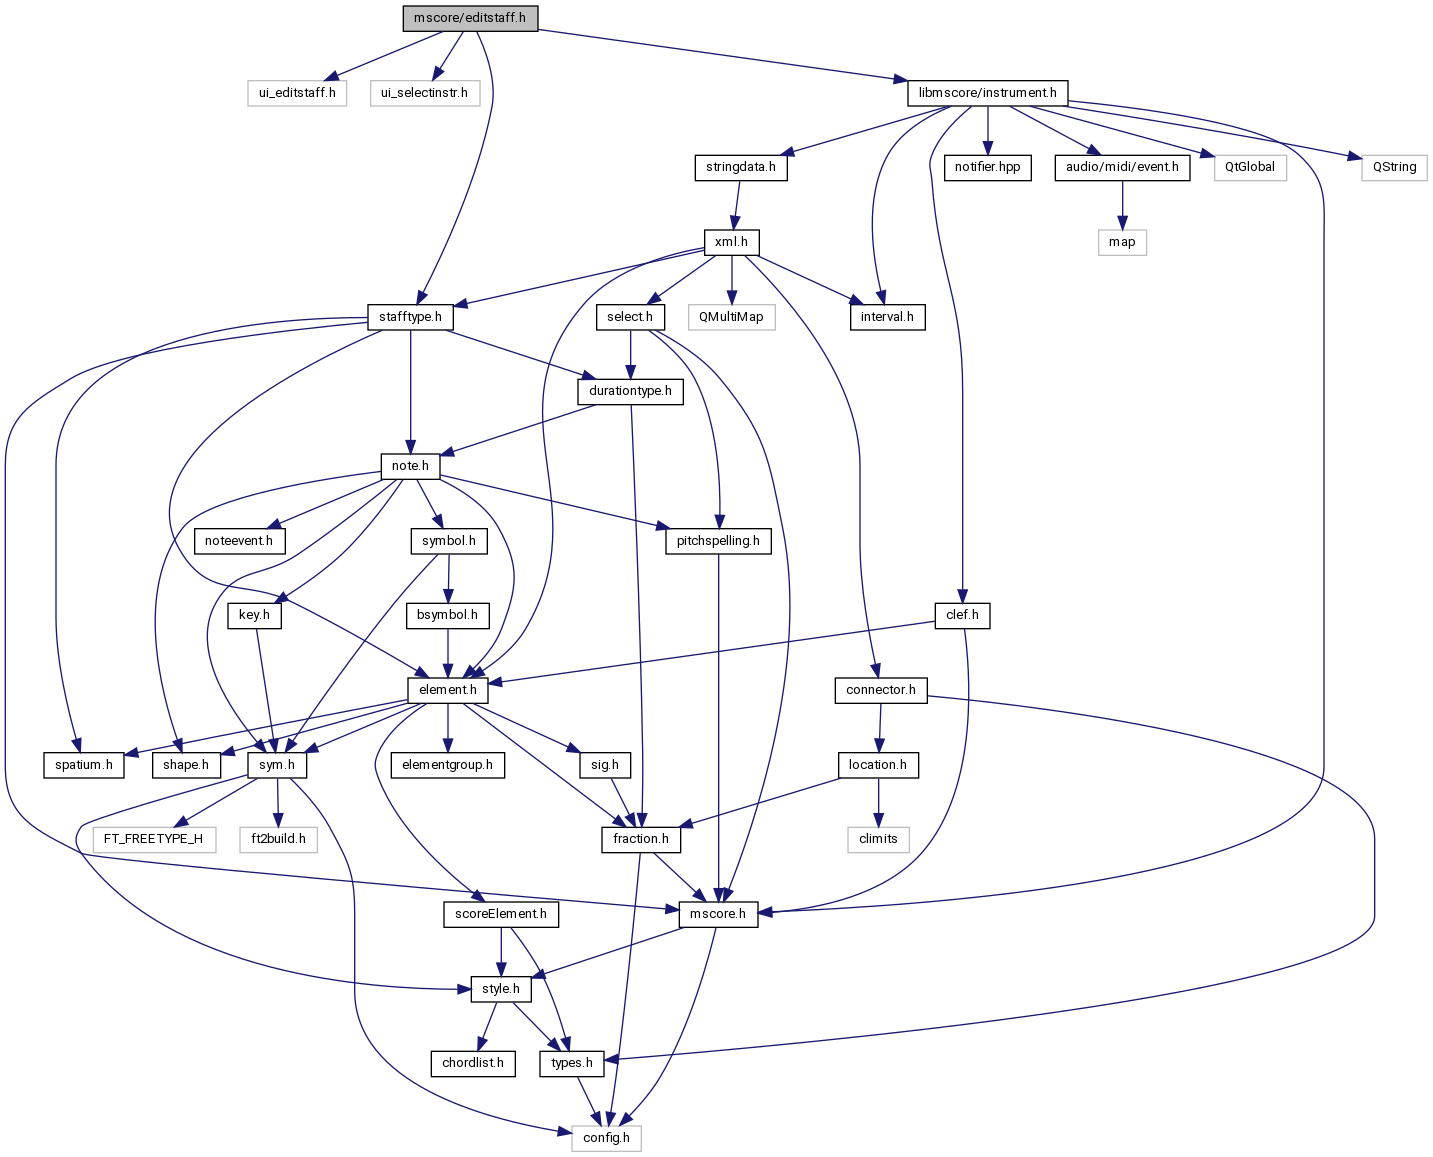 mscore/editstaff.h
ui_editstaff.h
ui_selectinstr.h
libmscore/instrument.h
stringdata.h
notifier.hpp
audio/midi/event.h
QtGlobal
QString
xml.h
map
stafftype.h
select.h
QMultiMap
interval.h
durationtype.h
note.h
noteevent.h
symbol.h
pitchspelling.h
key.h
bsymbol.h
clef.h
element.h
connector.h
spatium.h
shape.h
sym.h
elementgroup.h
sig.h
location.h
FT_FREETYPE_H
ft2build.h
fraction.h
climits
scoreElement.h
mscore.h
style.h
chordlist.h
types.h
config.h